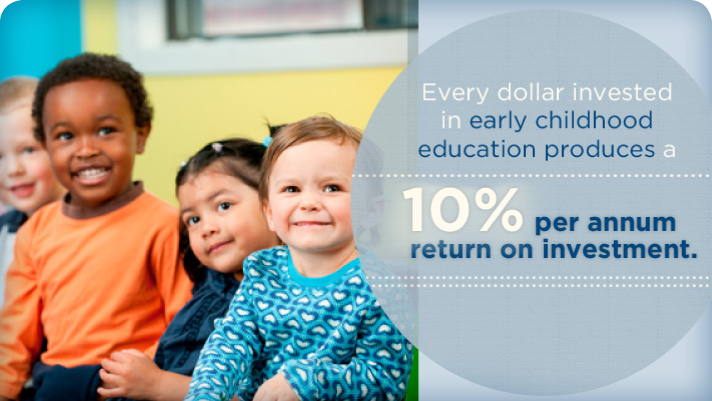 Every dollar invested
in early childhood
education produces a
10% per annum
return on investment.